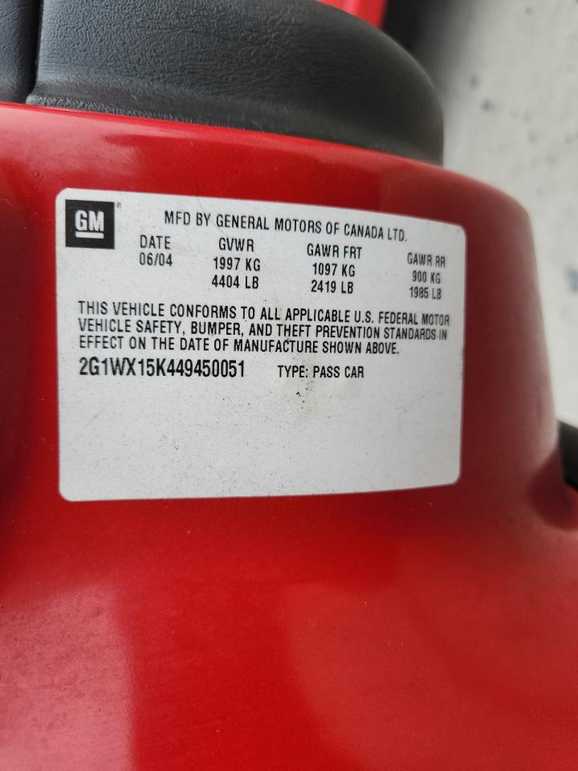 GM® MFD BY GENERAL MOTORS OF CANADA LTD.
DATE GVWR GAWR FRT GAWR RR
06/04 1997 KG 1097 KG 900 KG
4404 LB 2419 LB 1985 LB
THIS VEHICLE CONFORMS TO ALL APPLICABLE U.S. FEDERAL MOTOR
VEHICLE SAFETY, BUMPER, AND THEFT PREVENTION STANDARDS IN
EFFECT ON THE DATE OF MANUFACTURE SHOWN ABOVE.
2G1WX15K449450051 TYPE: PASS CAR